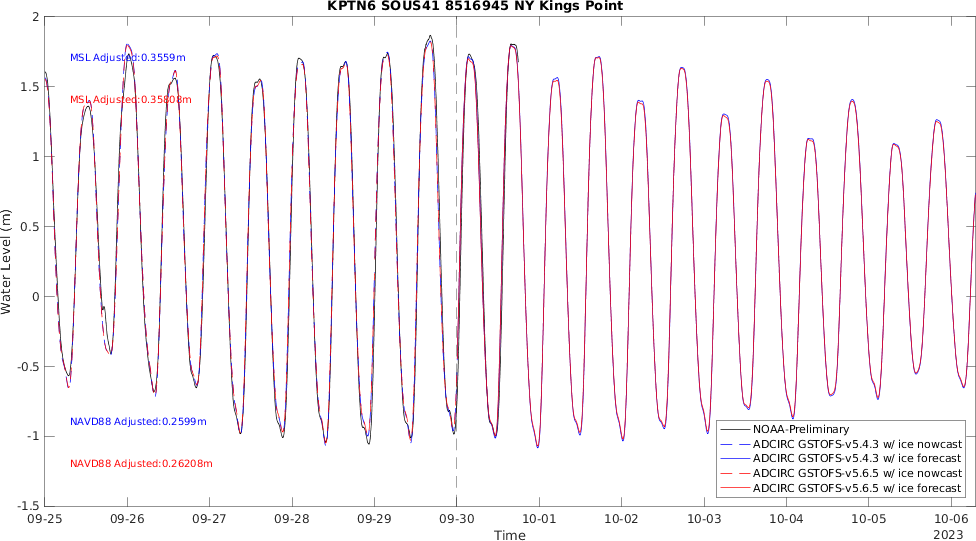 KPTN6 SOUS41 8516945 NY Kings Point
2
1.5
1
0.5
0
-0.5
-1
-1.5
Water Level (m)
MSL Adjusted:0.3559m
MSL Adjusted:0.35808m
NAVD88 Adjusted:0.2599m
NAVD88 Adjusted:0.26208m
NOAA-Preliminary
ADCIRC GSTOFS-v5.4.3 w/ ice nowcast
ADCIRC GSTOFS-v5.4.3 w/ ice forecast
ADCIRC GSTOFS-v5.6.5 w/ ice nowcast
ADCIRC GSTOFS-v5.6.5 w/ ice forecast
09-25 09-26 09-27 09-28 09-29 09-30 10-01 10-02 10-03 10-04 10-05 10-06
Time
2023